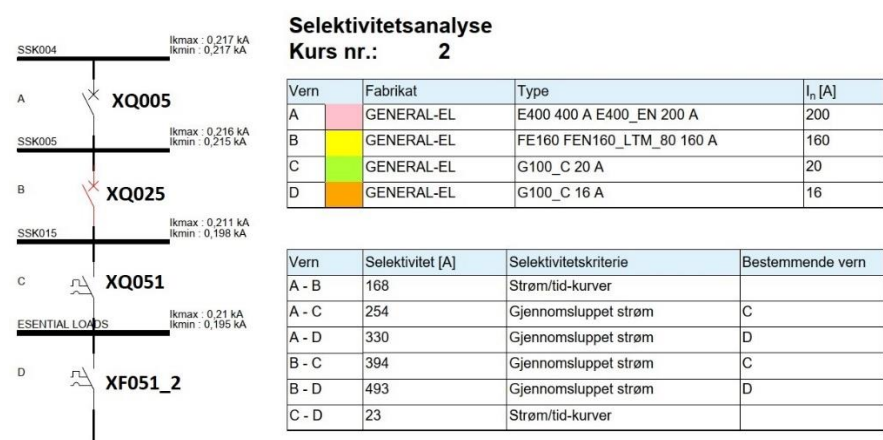 Selektivitetsanalyse
Kurs nr.: 2
SSK004
Ikmax : 0,217 kA
Ikmin : 0,217 kA
A
XQ005
SSK005
Ikmax : 0,216 kA
Ikmin : 0,215 kA
B
XQ025
SSK015
Ikmax : 0,211 kA
Ikmin : 0,198 kA
C
XQ051
ESENTIAL LOADS
Ikmax : 0,21 kA
Ikmin : 0,195 kA
D
XF051_2
Vern Fabrikat Type In [A]
A GENERAL-EL E400 400 A E400_EN 200 A 200
B GENERAL-EL FE160 FEN160_LTM_80 160 A 160
C GENERAL-EL G100_C 20 A 20
D GENERAL-EL G100_C 16 A 16
Vern Selektivitet [A] Selektivitetskriterie Bestemmende vern
A - B 168 Strøm/tid-kurver
A - C 254 Gjennomsluppet strøm C
A - D 330 Gjennomsluppet strøm D
B - C 394 Gjennomsluppet strøm C
B - D 493 Gjennomsluppet strøm D
C - D 23 Strøm/tid-kurver